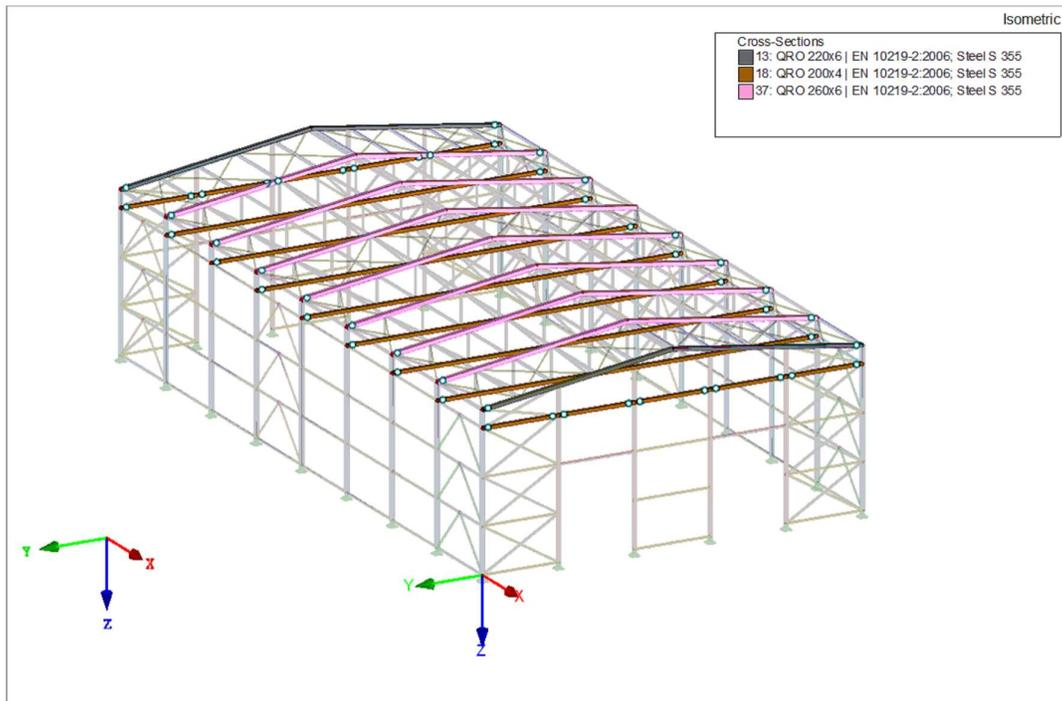 Isometric
Cross-Sections
13: QRO 220x6 | EN 10219-2:2006; Steel S 355
18: QRO 200x4 | EN 10219-2:2006; Steel S 355
37: QRO 260x6 | EN 10219-2:2006; Steel S 355
Y
X
Z
Y
X
Z